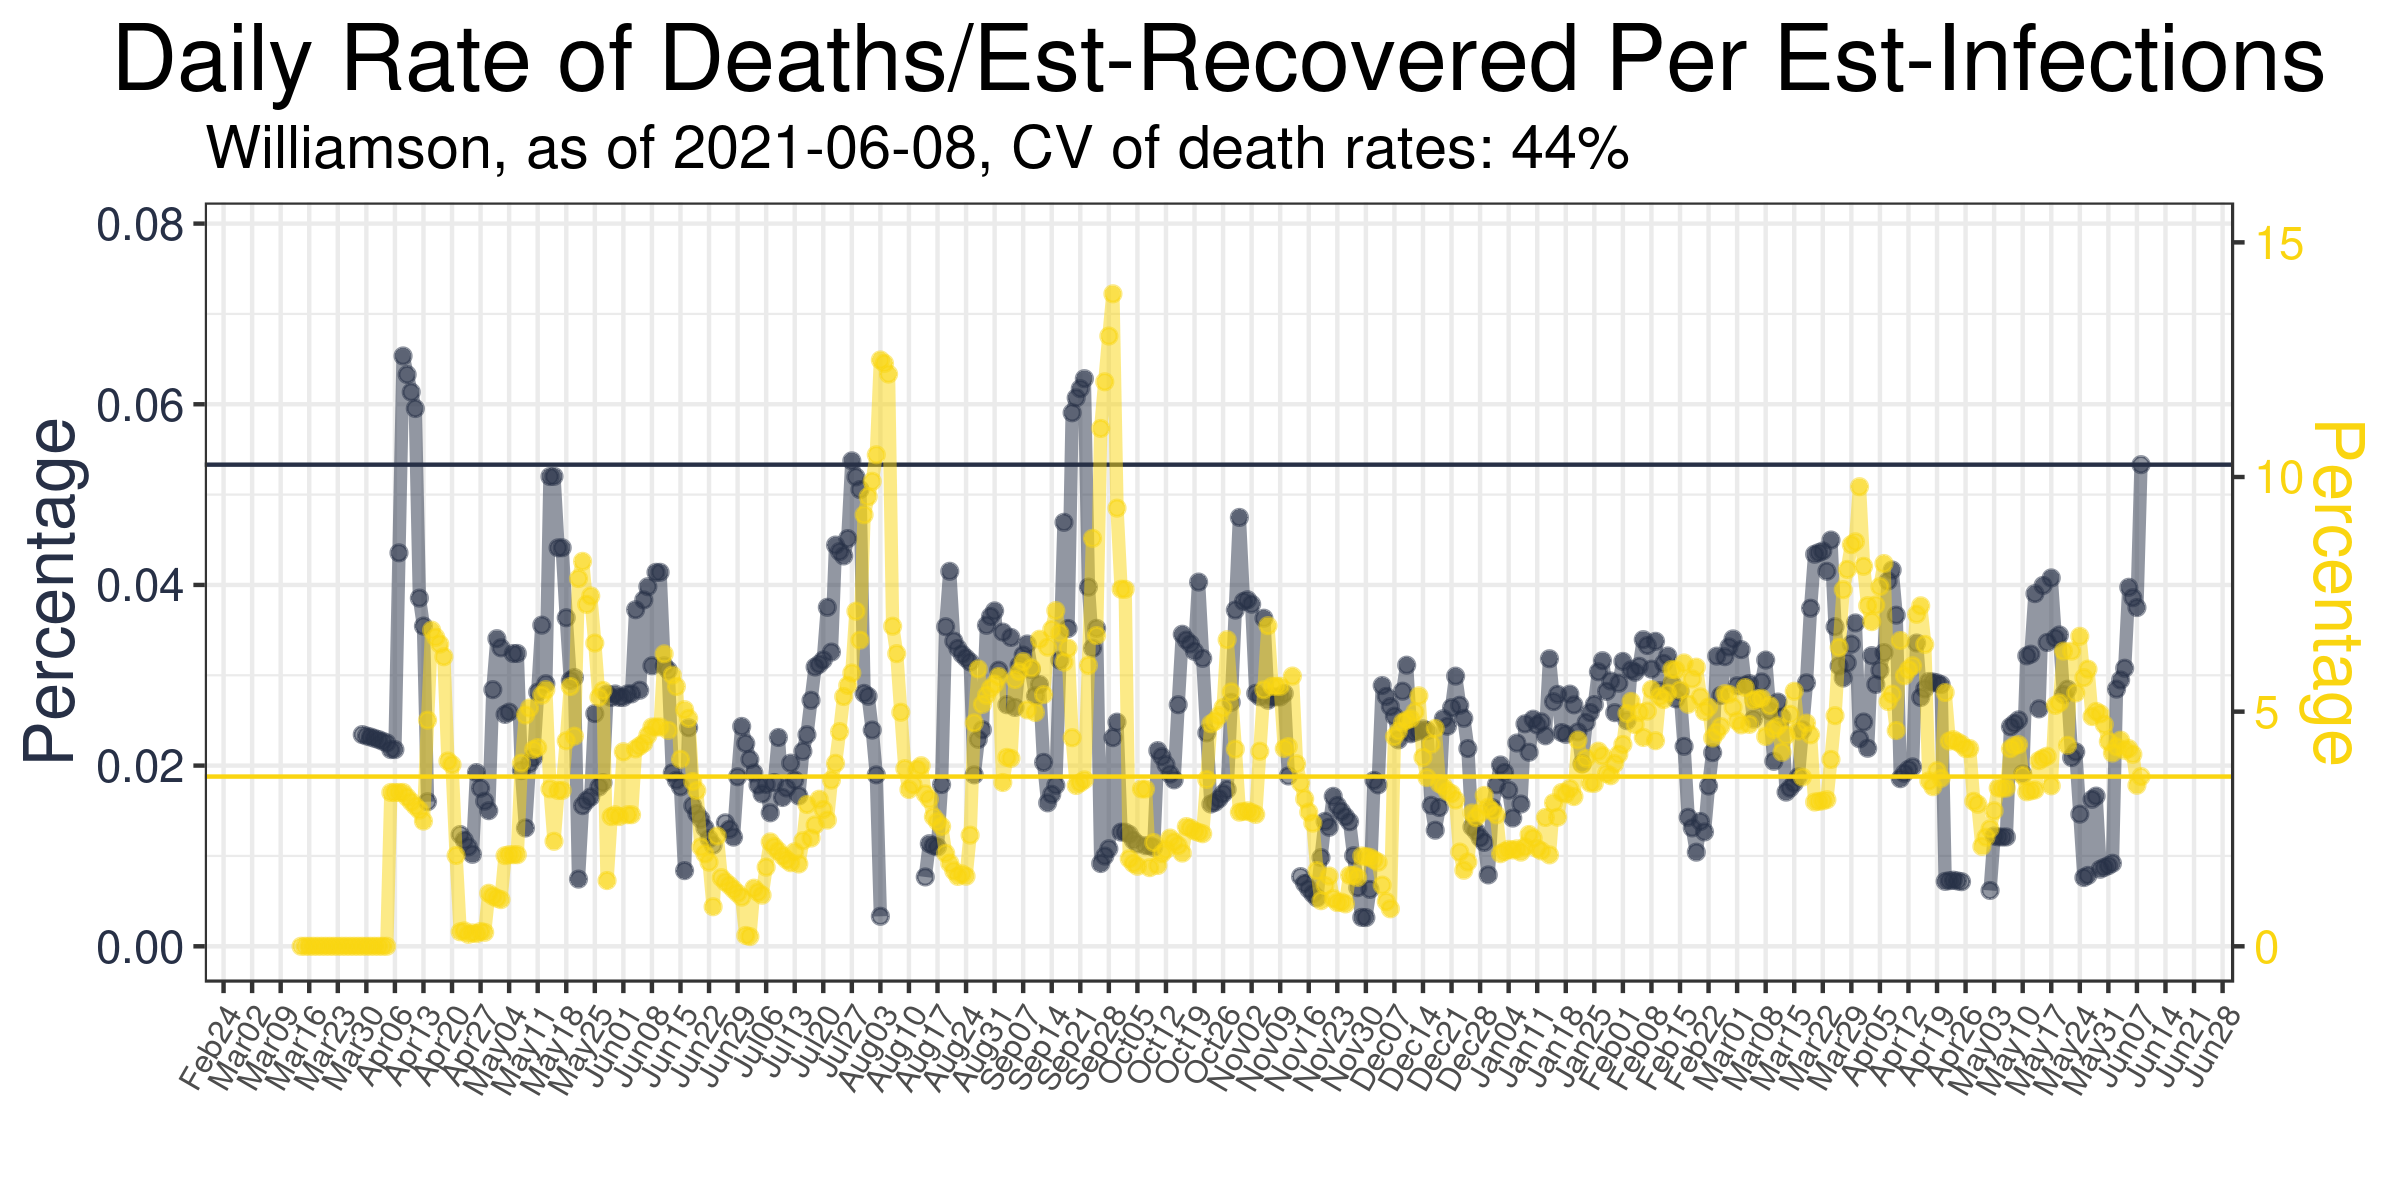 Daily Rate of Deaths/Est-Recovered Per Est-Infections
Williamson, as of 2021-06-08, CV of death rates: 44%
Percentage
0.08
0.06
0.04
0.02
0.00
15
10
5
0
Percentage
Feb24
Mar02
Mar09
Mar16
Mar23
Mar30
Apr06
Apr13
Apr20
Apr27
May04
May11
May18
May25
Jun01
Jun08
Jun15
Jun22
Jun29
Jul06
Jul13
Jul20
Jul27
Aug03
Aug10
Aug17
Aug24
Aug31
Sep07
Sep14
Sep21
Sep28
Oct05
Oct12
Oct19
Oct26
Nov02
Nov09
Nov16
Nov23
Nov30
Dec07
Dec14
Dec21
Dec28
Jan04
Jan11
Jan18
Jan25
Feb01
Feb08
Feb15
Feb22
Mar01
Mar08
Mar15
Mar22
Mar29
Apr05
Apr12
Apr19
Apr26
May03
May10
May17
May24
May31
Jun07
Jun14
Jun21
Jun28